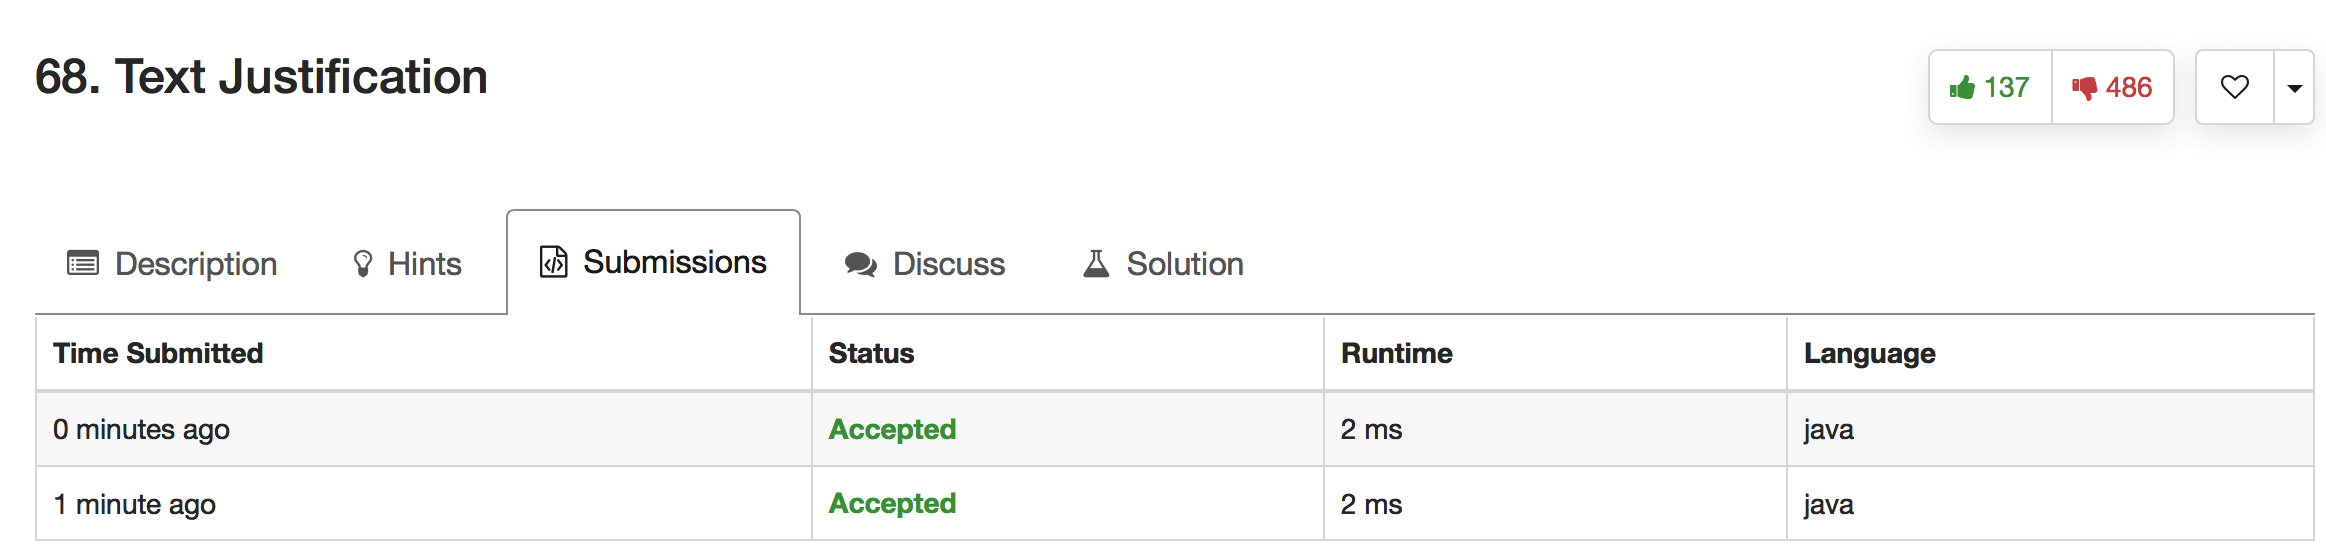 68. Text Justification
137 486
Description Hints Submissions Discuss Solution
Time Submitted Status Runtime Language
0 minutes ago Accepted 2 ms java
1 minute ago Accepted 2 ms java